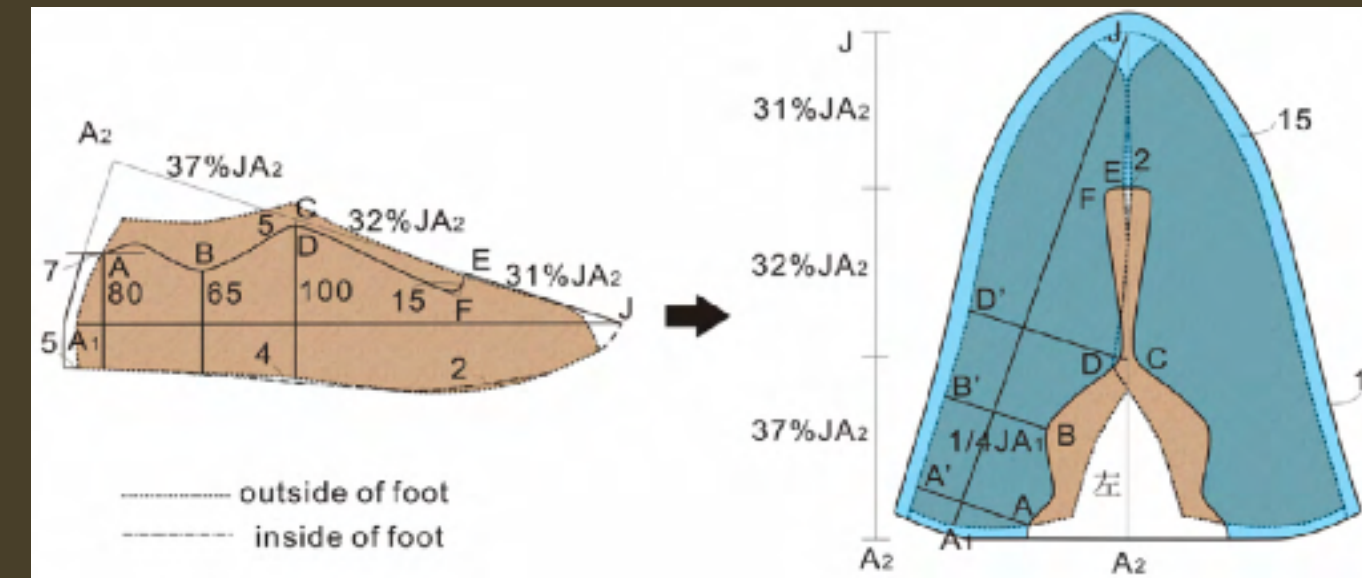 A2
37%JA2
C
5
32%JA2
7
A
B
D
E
31%JA2
80
65
100
15
F
J
5
A1
4
2
outside of foot
inside of foot
J
J
31%JA2
15
E
2
F
32%JA2
D'
D
C
B'
1
37%JA2
1/4JA1
B
A'
左
A
A1
A2
A2